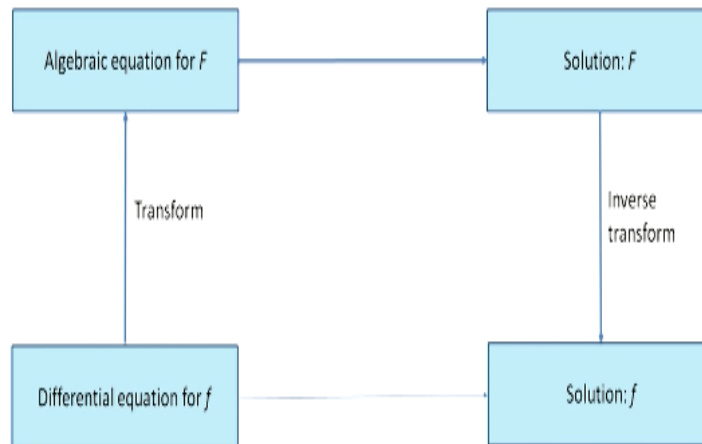 Algebraic equation for F
Solution: F
Transform
Inverse
transform
Differential equation for f
Solution: f